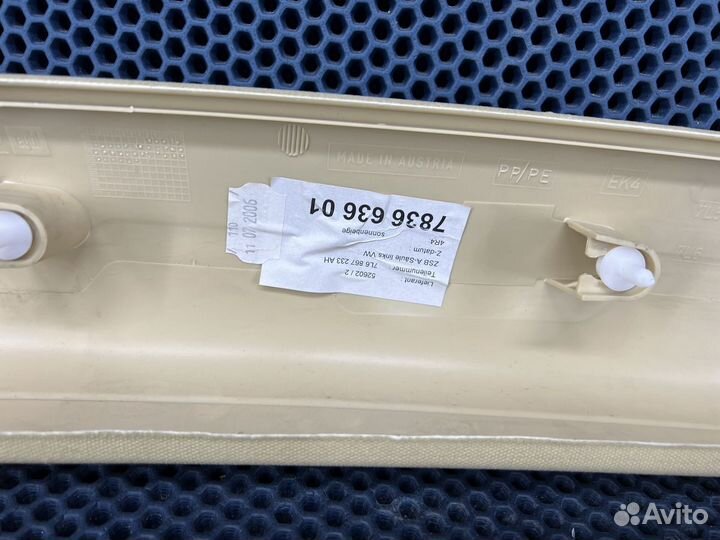 MADE IN AUSTRIA
PP/PE
EK4
Lieferant 52602 / 2
Teilenummer: 7L6 867 233 AH
ZSB A-Säule links VW
Z-datum
4R4 sonnenbeige
7836 636 01
110
11 07.2006
Avito